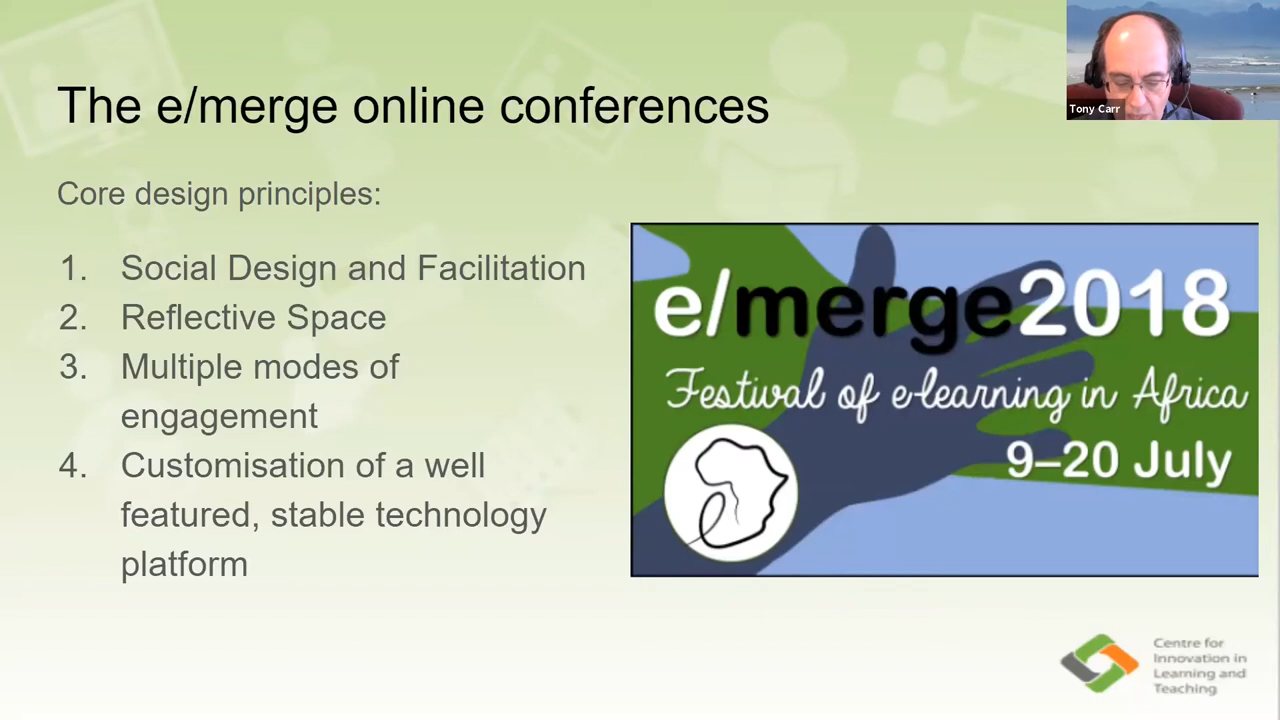 The e/merge online conferences
Tony Carr
Core design principles:
1. Social Design and Facilitation
2. Reflective Space
3. Multiple modes of
engagement
4. Customisation of a well
featured, stable technology
platform
e/merge2018
Festival of e-learning in Africa
9–20 July
Centre for
Innovation in
Learning and
Teaching